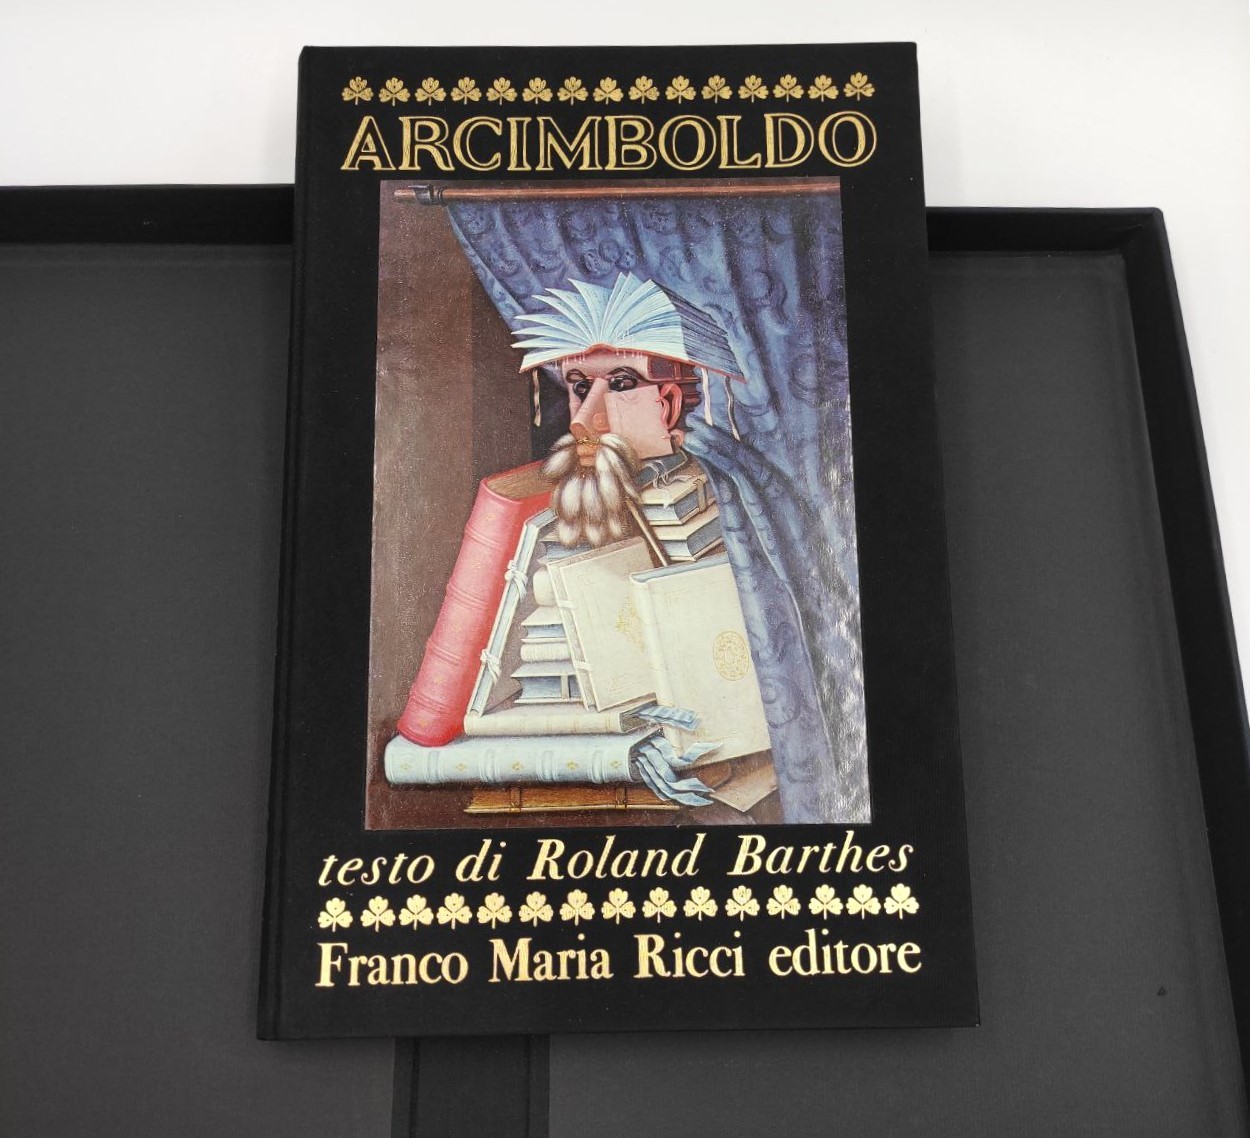 ARCIMBOLDO
testo di Roland Barthes
Franco Maria Ricci editore